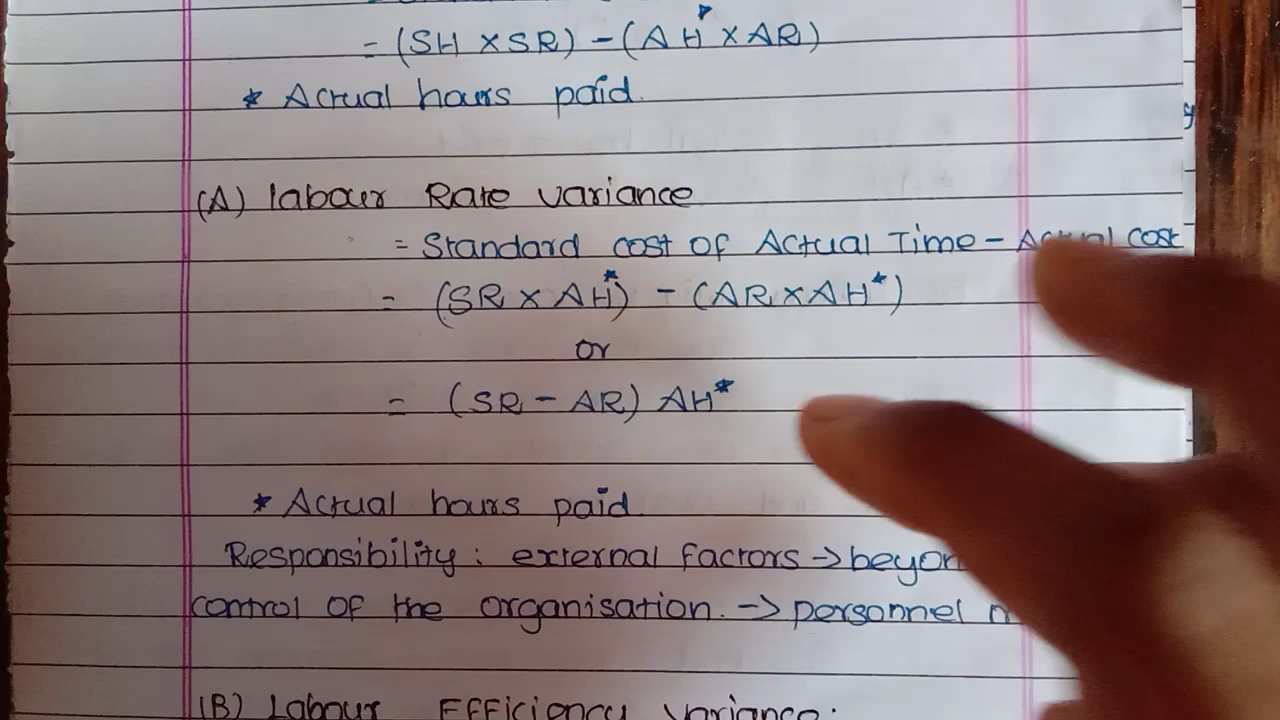 = (SH × SR) - (AH* × AR)
* Actual hours paid.
(A) labour Rate variance
= Standard cost of Actual Time - Actual cost
= (SR × AH*) - (AR × AH*)
or
= (SR - AR) AH*
* Actual hours paid
Responsibility: external factors →
control of the organisation. → personnel
(B) Labour Efficiency variance: